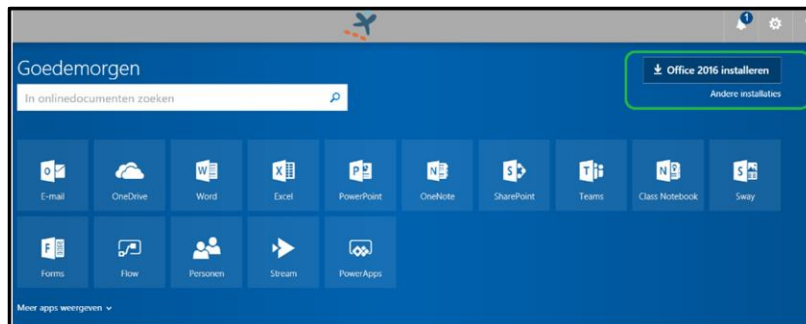 1
Goedemorgen
Office 2016 installeren
In onlinedocumenten zoeken
Andere installaties
E-mail OneDrive Word Excel PowerPoint OneNote SharePoint Teams Class Notebook Sway
Forms Flow Personen Stream PowerApps
Meer apps weergeven